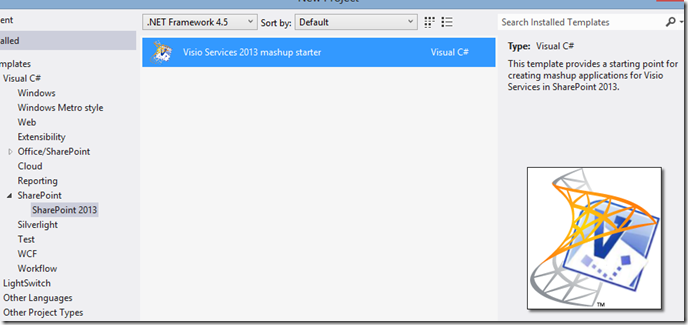 New Project
ent
.NET Framework 4.5
Sort by:
Default
Search Installed Templates
alled
mplates
Visual C#
Windows
Windows Metro style
Web
Extensibility
Office/SharePoint
Cloud
Reporting
SharePoint
SharePoint 2013
Silverlight
Test
WCF
Workflow
LightSwitch
Other Languages
Other Project Types
Visio Services 2013 mashup starter
Visual C#
Type: Visual C#
This template provides a starting point for
creating mashup applications for Visio
Services in SharePoint 2013.
V
TM